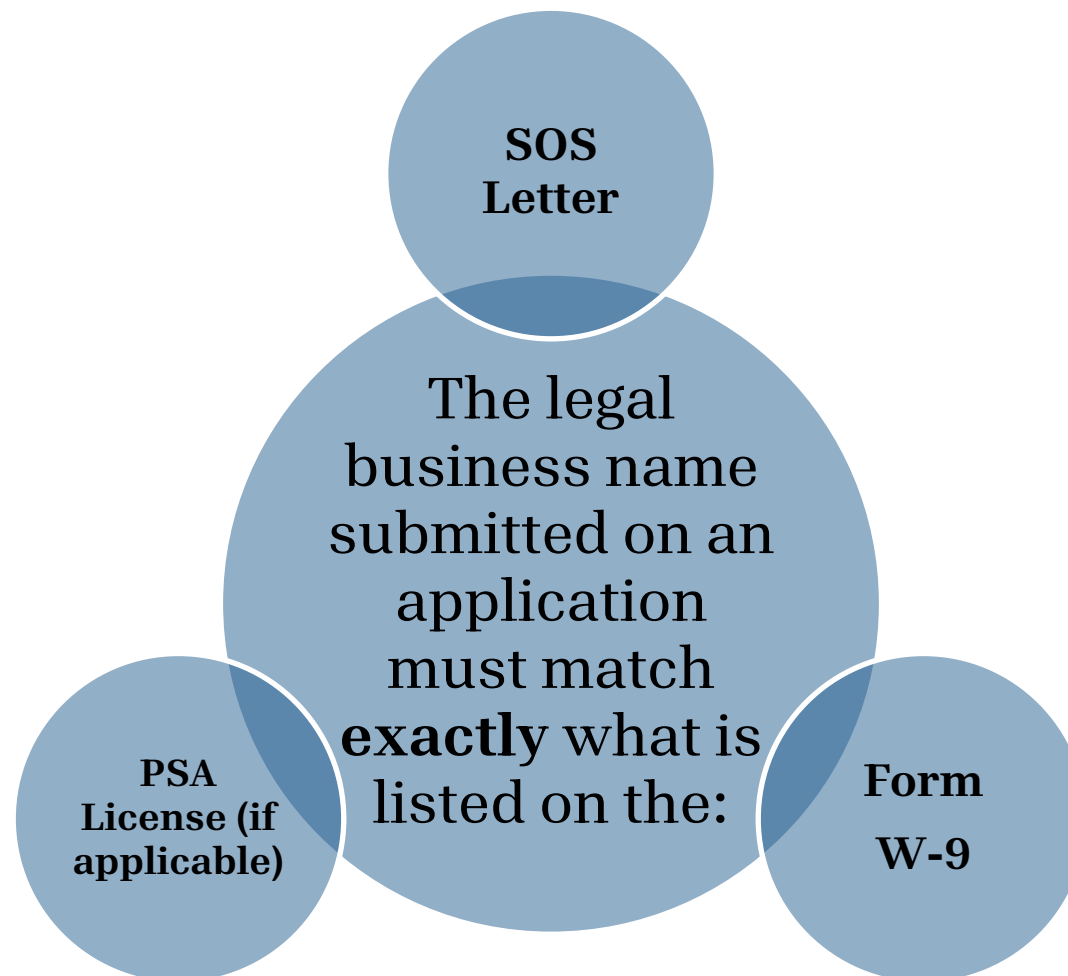 SOS
Letter
The legal
business name
submitted on an
application
must match
exactly what is
listed on the:
PSA
License (if
applicable)
Form
W-9